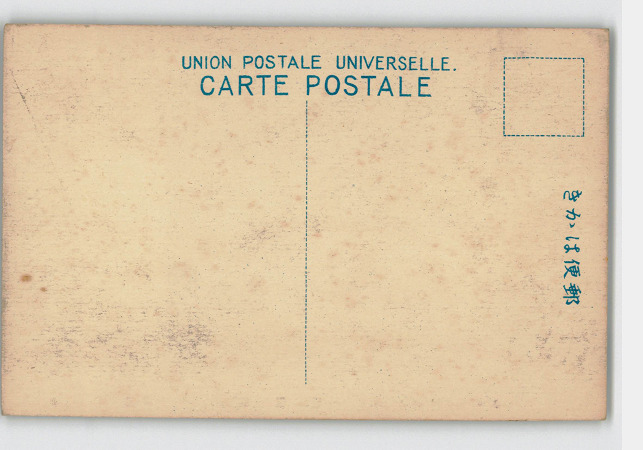 UNION POSTALE UNIVERSELLE.
CARTE POSTALE
郵便はがき